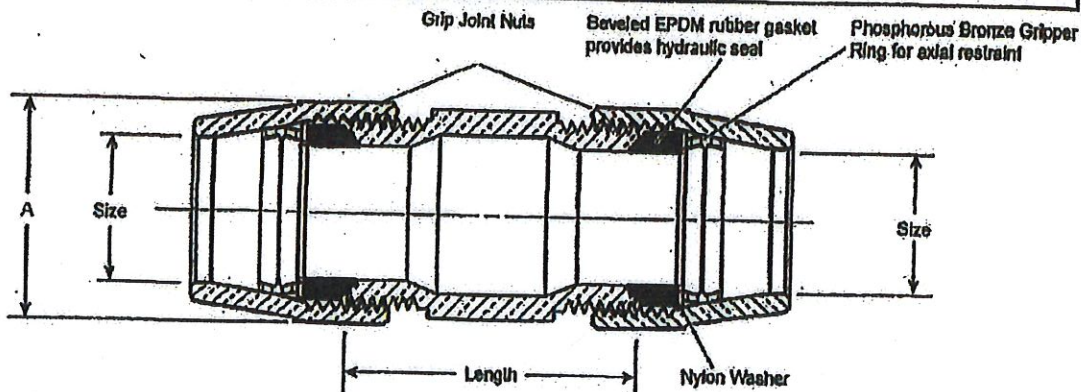 Grip Joint Nuts
Beveled EPDM rubber gasket
provides hydraulic seal
Phosphorous Bronze Gripper
Ring for axial restraint
A
Size
Size
Length
Nylon Washer